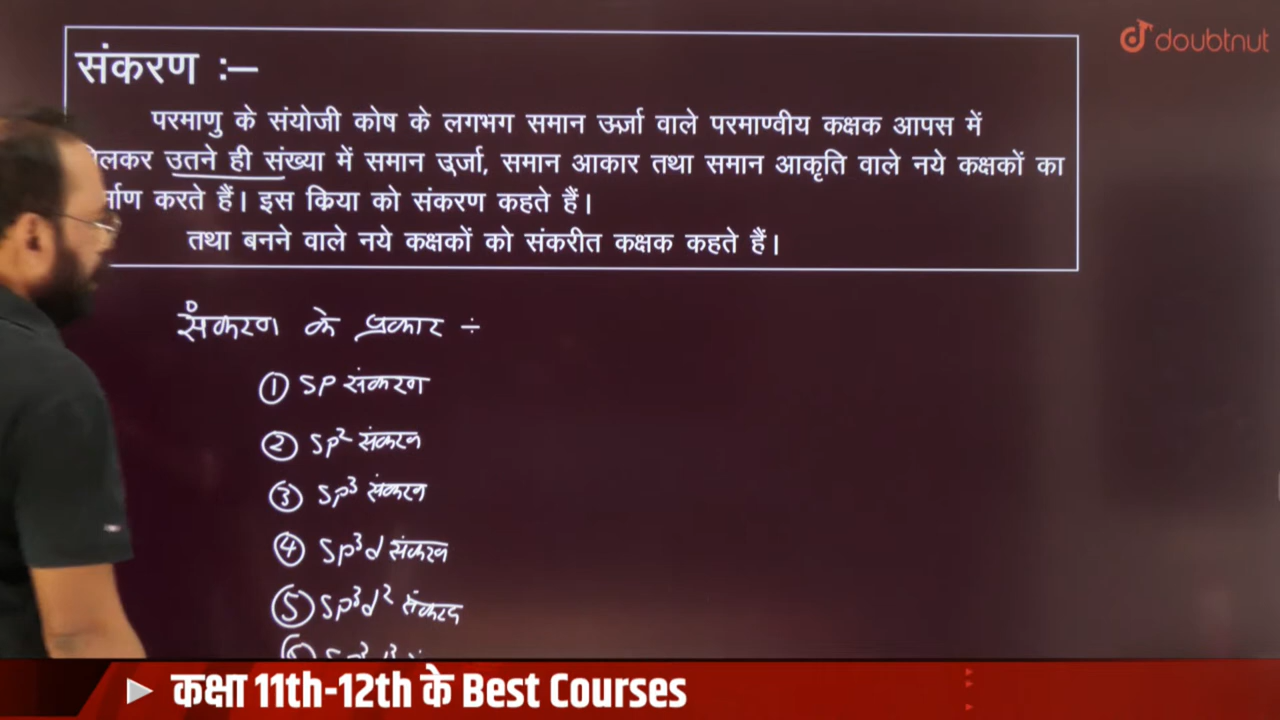 doubtnut
संकरण :–
परमाणु के संयोजी कोष के लगभग समान ऊर्जा वाले परमाण्वीय कक्षक आपस में
लकर उतने ही संख्या में समान उर्जा, समान आकार तथा समान आकृति वाले नये कक्षकों का
र्माण करते हैं। इस क्रिया को संकरण कहते हैं।
तथा बनने वाले नये कक्षकों को संकरीत कक्षक कहते हैं।
संकरण के प्रकार ÷
① SP संकरण
② SP² संकरण
③ SP³ संकरण
④ SP³d संकरण
⑤ SP³d² संकरण
कक्षा 11th-12th के Best Courses